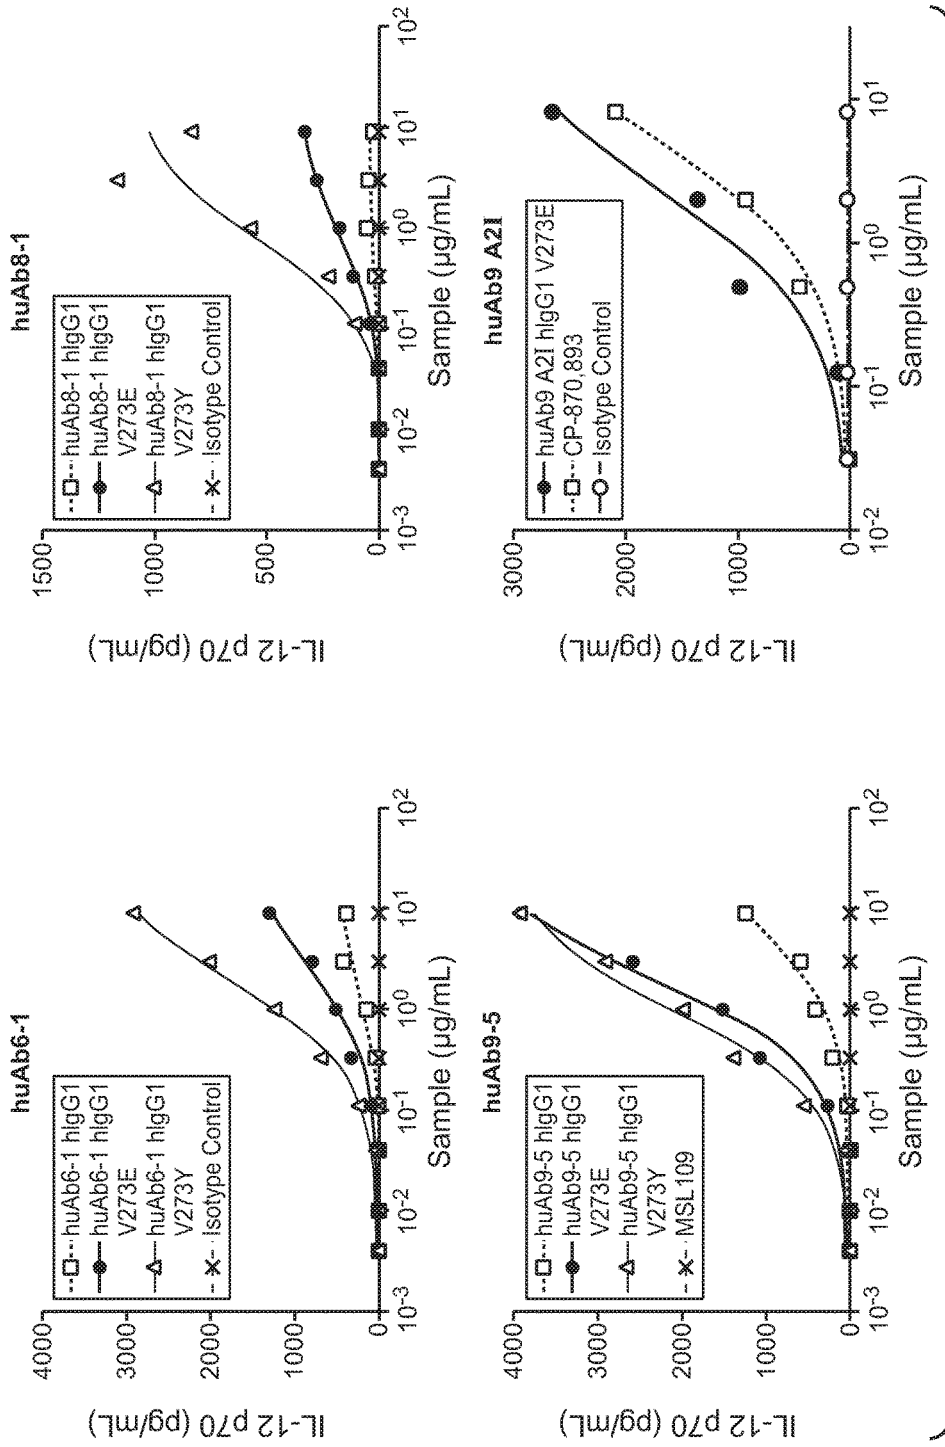 huAb6-1
IL-12 p70 (pg/mL)
4000
3000
2000
1000
0
huAb6-1 hIgG1
huAb6-1 hIgG1
V273E
huAb6-1 hIgG1
V273Y
Isotype Control
10-3 10-2 10-1 100 101 102
Sample (µg/mL)
huAb8-1
IL-12 p70 (pg/mL)
1500
1000
500
0
huAb8-1 hIgG1
huAb8-1 hIgG1
V273E
huAb8-1 hIgG1
V273Y
Isotype Control
10-3 10-2 10-1 100 101 102
Sample (µg/mL)
huAb9-5
IL-12 p70 (pg/mL)
4000
3000
2000
1000
0
huAb9-5 hIgG1
huAb9-5 hIgG1
V273E
huAb9-5 hIgG1
V273Y
MSL109
10-3 10-2 10-1 100 101 102
Sample (µg/mL)
huAb9 A2I
IL-12 p70 (pg/mL)
3000
2000
1000
0
huAb9 A2I hIgG1 V273E
CP-870,893
Isotype Control
10-2 10-1 100 101
Sample (µg/mL)